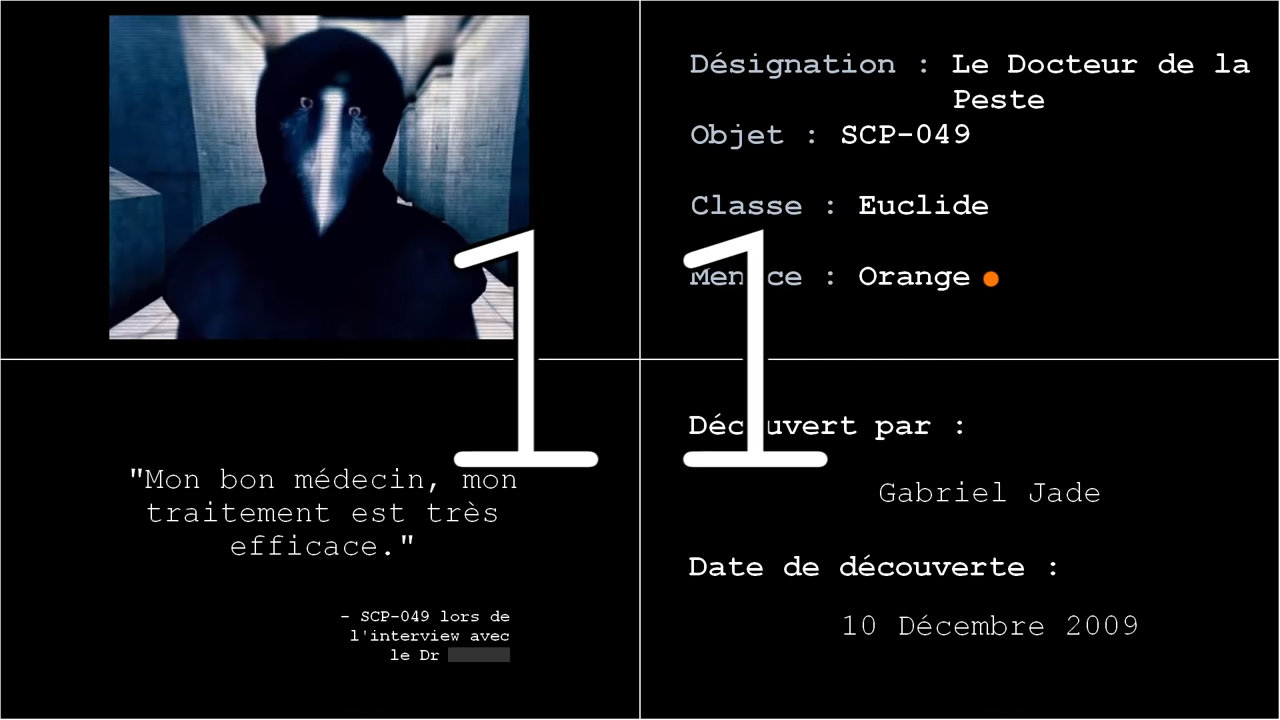 Désignation : Le Docteur de la
Peste
Objet : SCP-049
Classe : Euclide
Menace : Orange
11
"Mon bon médecin, mon
traitement est très
efficace."
- SCP-049 lors de
l'interview avec
le Dr
Découvert par :
Gabriel Jade
Date de découverte :
10 Décembre 2009